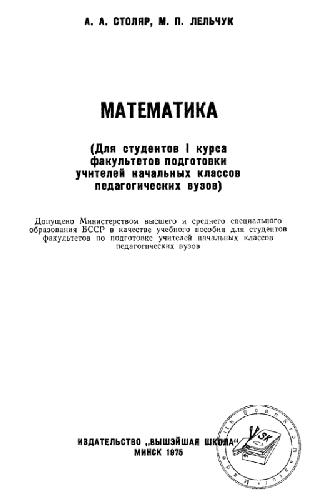 А. А. СТОЛЯР, М. П. ЛЕЛЬЧУК
МАТЕМАТИКА
(Для студентов I курса
факультетов подготовки
учителей начальных классов
педагогических вузов)
Допущено Министерством высшего и среднего специального
образования БССР в качестве учебного пособия для студентов
факультетов по подготовке учителей начальных классов
педагогических вузов
ИЗДАТЕЛЬСТВО „ВЫШЭЙШАЯ ШКОЛА“
МИНСК 1975
VSK